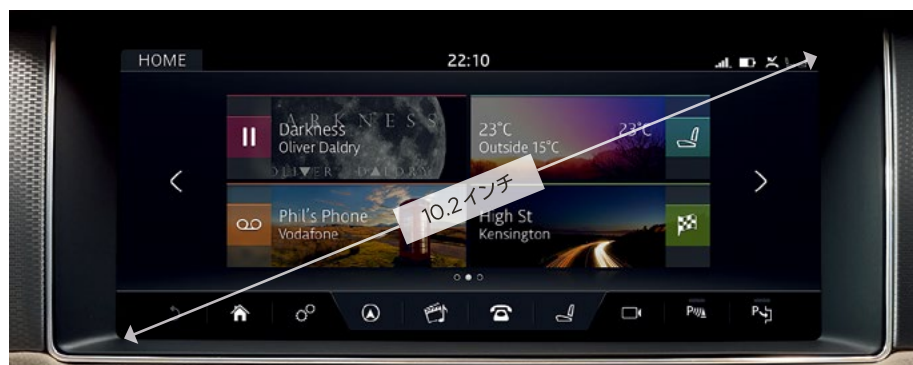 HOME
22:10
DARKNESS
Darkness
Oliver Daldry
OLIVER DALDRY
23°C
23°C
Outside 15°C
10.2インチ
Phil's Phone
Vodafone
High St
Kensington
P
P